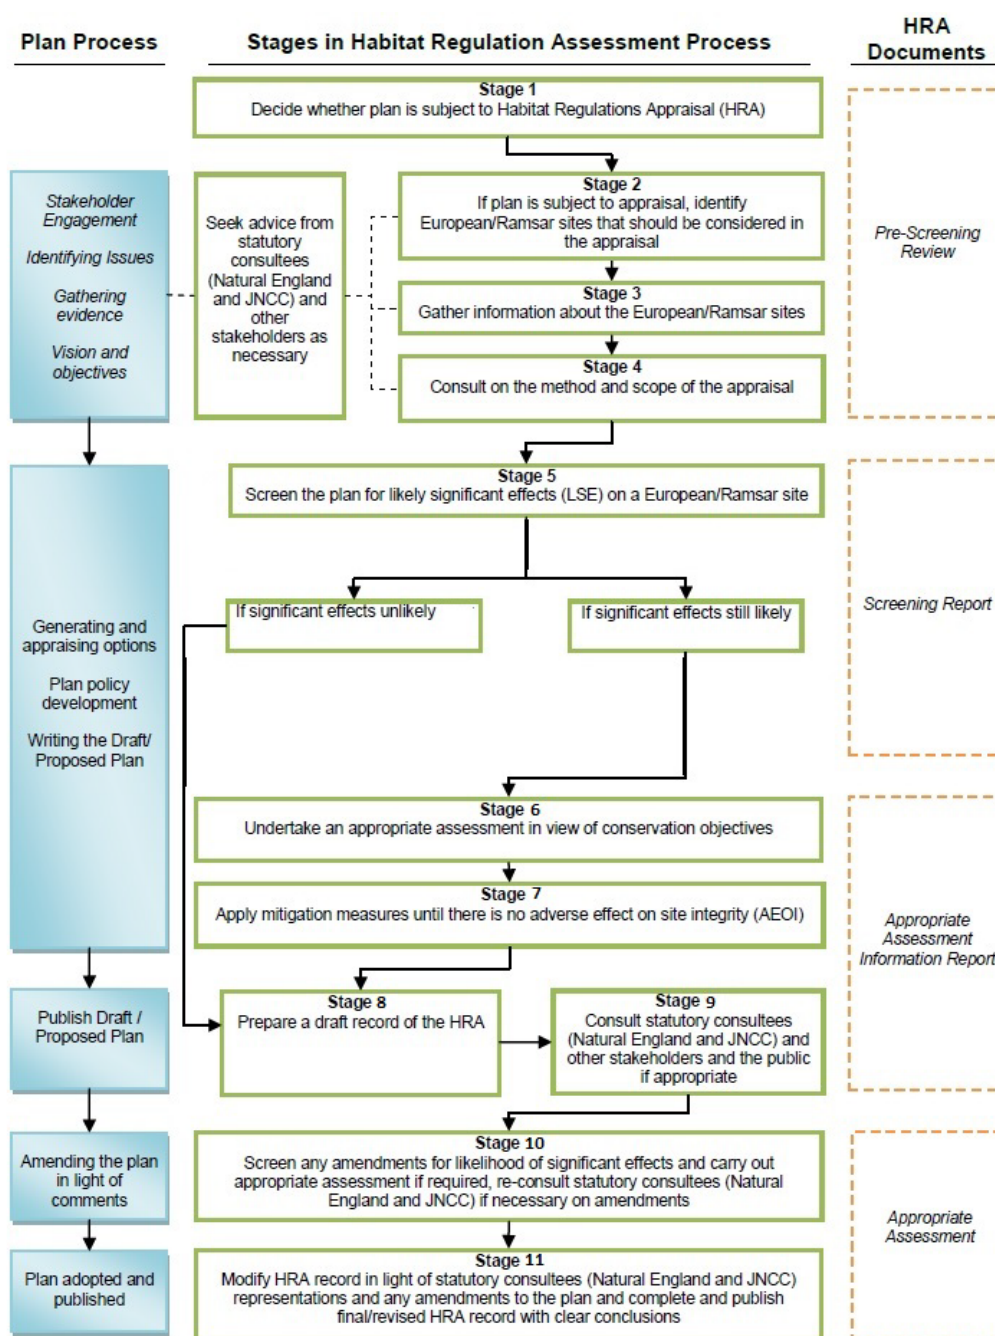 Plan Process
Stages in Habitat Regulation Assessment Process
HRA
Documents
Stage 1
Decide whether plan is subject to Habitat Regulations Appraisal (HRA)
Stakeholder
Engagement
Identifying Issues
Gathering
evidence
Vision and
objectives
Seek advice from
statutory
consultees
(Natural England
and JNCC) and
other
stakeholders as
necessary
Stage 2
If plan is subject to appraisal, identify
European/Ramsar sites that should be considered in
the appraisal
Stage 3
Gather information about the European/Ramsar sites
Stage 4
Consult on the method and scope of the appraisal
Pre-Screening
Review
Generating and
appraising options
Plan policy
development
Writing the Draft/
Proposed Plan
Stage 5
Screen the plan for likely significant effects (LSE) on a European/Ramsar site
If significant effects unlikely
If significant effects still likely
Screening Report
Stage 6
Undertake an appropriate assessment in view of conservation objectives
Stage 7
Apply mitigation measures until there is no adverse effect on site integrity (AEOI)
Appropriate
Assessment
Information Report
Publish Draft /
Proposed Plan
Stage 8
Prepare a draft record of the HRA
Stage 9
Consult statutory consultees
(Natural England and JNCC) and
other stakeholders and the public
if appropriate
Amending the plan
in light of
comments
Stage 10
Screen any amendments for likelihood of significant effects and carry out
appropriate assessment if required, re-consult statutory consultees (Natural
England and JNCC) if necessary on amendments
Appropriate
Assessment
Plan adopted and
published
Stage 11
Modify HRA record in light of statutory consultees (Natural England and JNCC)
representations and any amendments to the plan and complete and publish
final/revised HRA record with clear conclusions